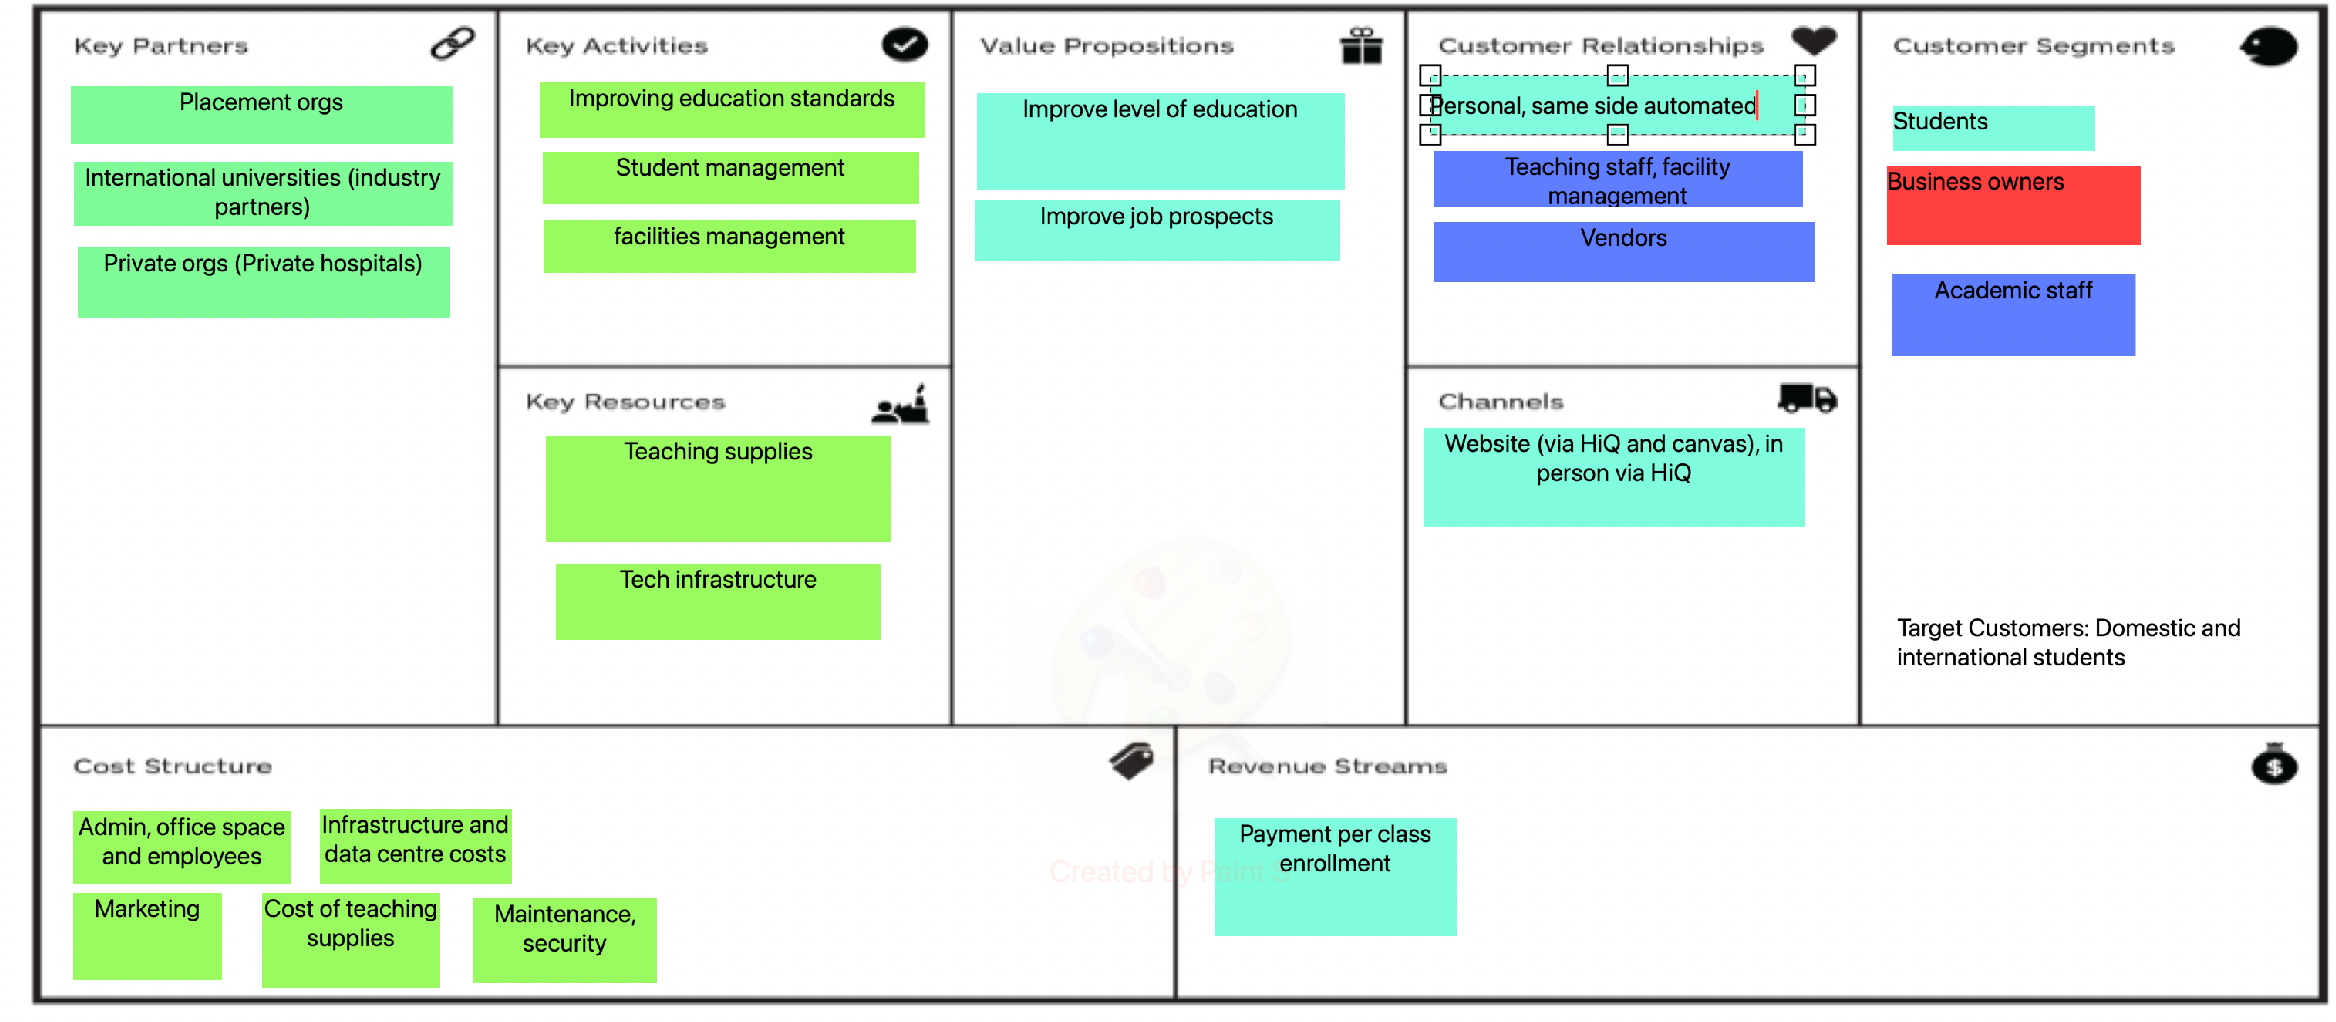 Key Partners
Placement orgs
International universities (industry
partners)
Private orgs (Private hospitals)
Key Activities
Improving education standards
Student management
facilities management
Key Resources
Teaching supplies
Tech infrastructure
Value Propositions
Improve level of education
Improve job prospects
Customer Relationships
Personal, same side automated
Teaching staff, facility
management
Vendors
Channels
Website (via HiQ and canvas), in
person via HiQ
Customer Segments
Students
Business owners
Academic staff
Target Customers: Domestic and
international students
Cost Structure
Admin, office space
and employees
Infrastructure and
data centre costs
Marketing
Cost of teaching
supplies
Maintenance,
security
Revenue Streams
$
Payment per class
enrollment
Created by Paint S